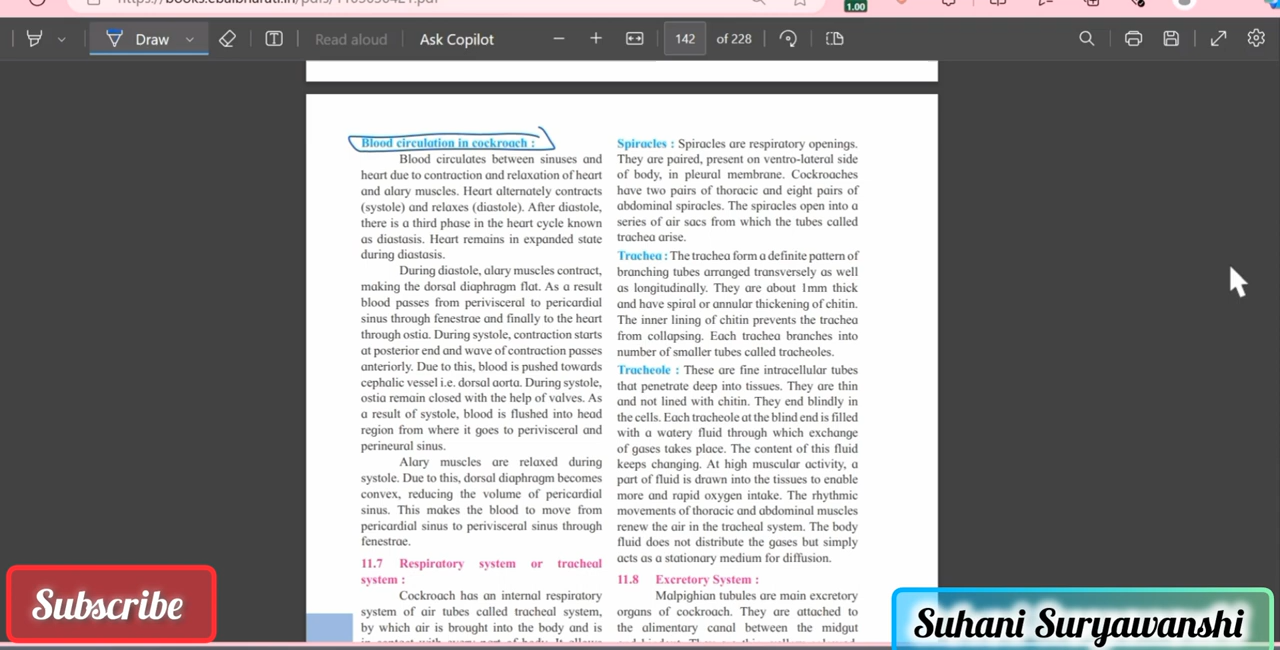 Draw
Read aloud
Ask Copilot
142
of 228
1.00
Blood circulation in cockroach :
Blood circulates between sinuses and
heart due to contraction and relaxation of heart
and alary muscles. Heart alternately contracts
(systole) and relaxes (diastole). After diastole,
there is a third phase in the heart cycle known
as diastasis. Heart remains in expanded state
during diastasis.
During diastole, alary muscles contract,
making the dorsal diaphragm flat. As a result
blood passes from perivisceral to pericardial
sinus through fenestrae and finally to the heart
through ostia. During systole, contraction starts
at posterior end and wave of contraction passes
anteriorly. Due to this, blood is pushed towards
cephalic vessel i.e. dorsal aorta. During systole,
ostia remain closed with the help of valves. As
a result of systole, blood is flushed into head
region from where it goes to perivisceral and
perineural sinus.
Alary muscles are relaxed during
systole. Due to this, dorsal diaphragm becomes
convex, reducing the volume of pericardial
sinus. This makes the blood to move from
pericardial sinus to perivisceral sinus through
fenestrae.
11.7 Respiratory system or tracheal
system :
Cockroach has an internal respiratory
system of air tubes called tracheal system,
by which air is brought into the body and is
Spiracles : Spiracles are respiratory openings.
They are paired, present on ventro-lateral side
of body, in pleural membrane. Cockroaches
have two pairs of thoracic and eight pairs of
abdominal spiracles. The spiracles open into a
series of air sacs from which the tubes called
trachea arise.
Trachea : The trachea form a definite pattern of
branching tubes arranged transversely as well
as longitudinally. They are about 1mm thick
and have spiral or annular thickening of chitin.
The inner lining of chitin prevents the trachea
from collapsing. Each trachea branches into
number of smaller tubes called tracheoles.
Tracheole : These are fine intracellular tubes
that penetrate deep into tissues. They are thin
and not lined with chitin. They end blindly in
the cells. Each tracheole at the blind end is filled
with a watery fluid through which exchange
of gases takes place. The content of this fluid
keeps changing. At high muscular activity, a
part of fluid is drawn into the tissues to enable
more and rapid oxygen intake. The rhythmic
movements of thoracic and abdominal muscles
renew the air in the tracheal system. The body
fluid does not distribute the gases but simply
acts as a stationary medium for diffusion.
11.8 Excretory System :
Malpighian tubules are main excretory
organs of cockroach. They are attached to
the alimentary canal between the midgut
Subscribe
Suhani Suryawanshi